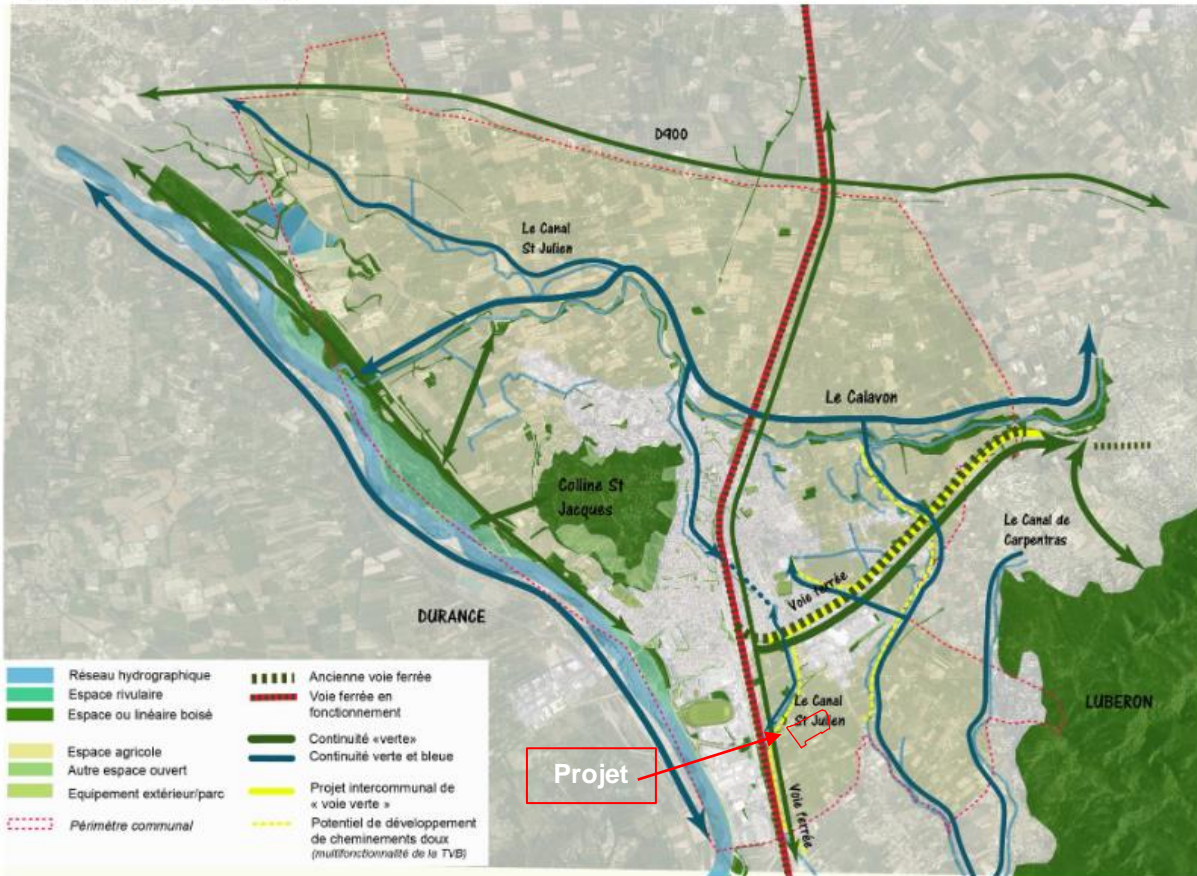 D900
Le Canal
St Julien
Le Calavon
Colline St
Jacques
Le Canal de
Carpentras
Voie ferrée
DURANCE
LUBERON
Le Canal
St Julien
Projet
Voie ferrée
Réseau hydrographique
Espace rivulaire
Espace ou linéaire boisé
Espace agricole
Autre espace ouvert
Equipement extérieur/parc
Périmètre communal
Ancienne voie ferrée
Voie ferrée en
fonctionnement
Continuité «verte»
Continuité verte et bleue
Projet intercommunal de
« voie verte »
Potentiel de développement
de cheminements doux
(multifonctionnalité de la TVB)